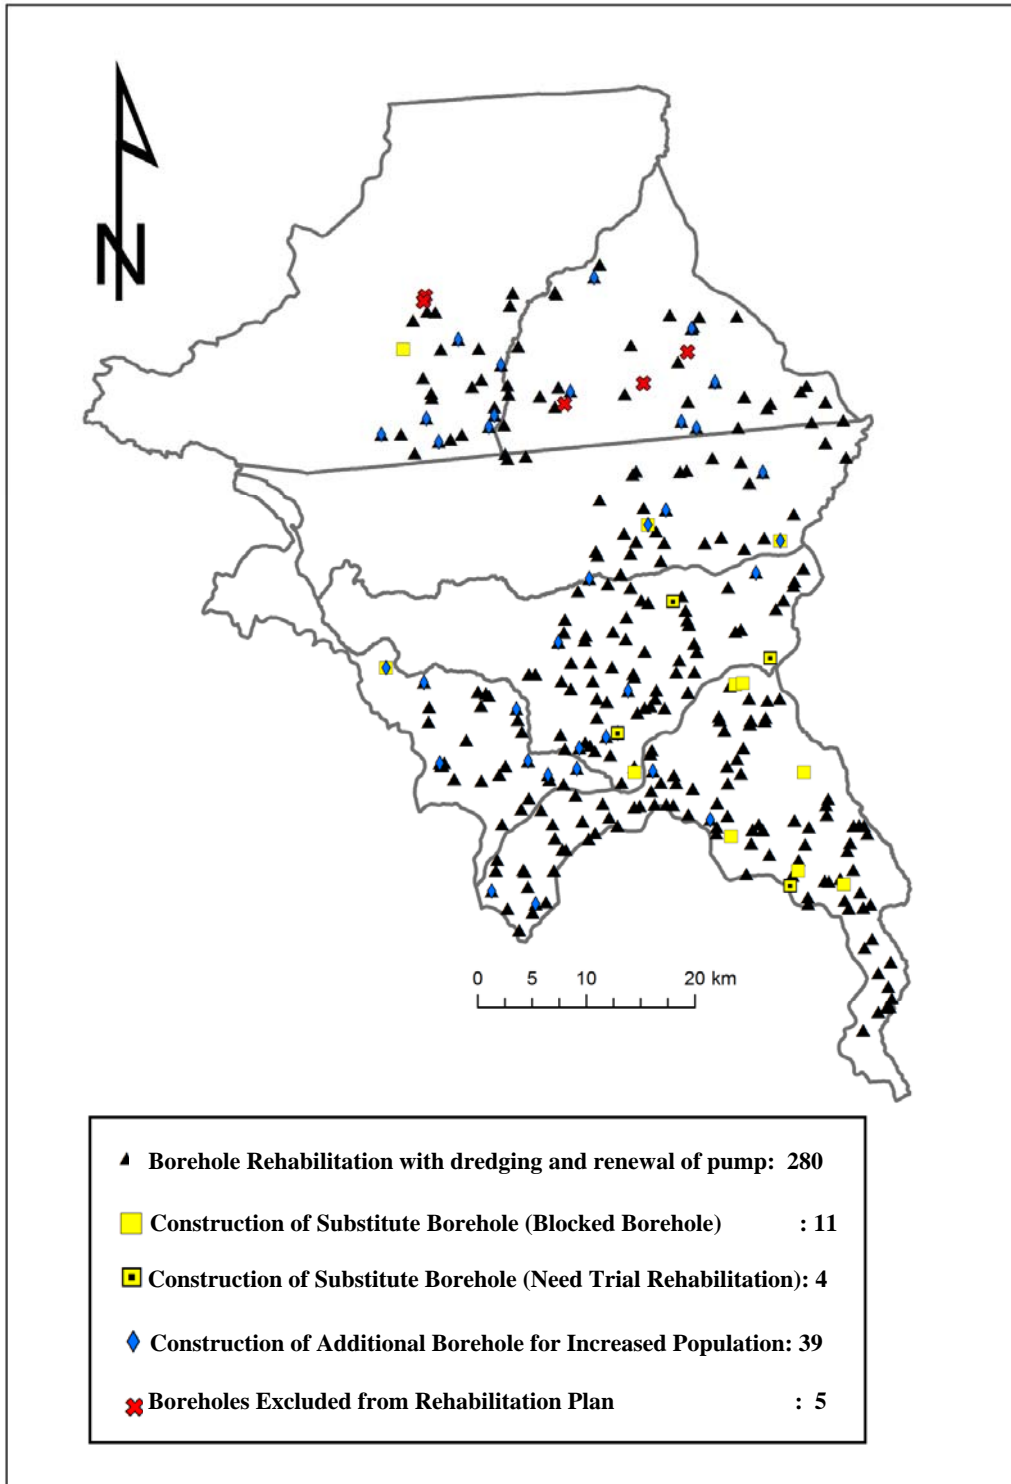 N
0 5 10 20 km
Borehole Rehabilitation with dredging and renewal of pump: 280
Construction of Substitute Borehole (Blocked Borehole) : 11
Construction of Substitute Borehole (Need Trial Rehabilitation): 4
Construction of Additional Borehole for Increased Population: 39
Boreholes Excluded from Rehabilitation Plan : 5